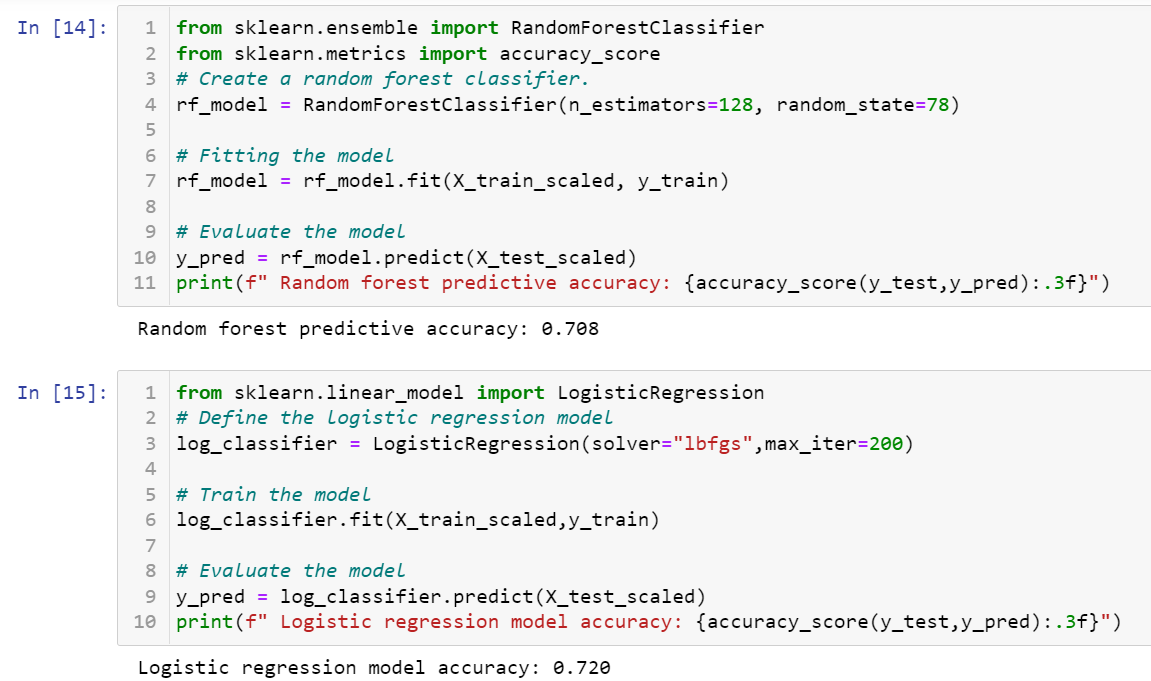 In [14]:
1 from sklearn.ensemble import RandomForestClassifier
2 from sklearn.metrics import accuracy_score
3 # Create a random forest classifier.
4 rf_model = RandomForestClassifier(n_estimators=128, random_state=78)
5
6 # Fitting the model
7 rf_model = rf_model.fit(X_train_scaled, y_train)
8
9 # Evaluate the model
10 y_pred = rf_model.predict(X_test_scaled)
11 print(f" Random forest predictive accuracy: {accuracy_score(y_test,y_pred):.3f}")
Random forest predictive accuracy: 0.708
In [15]:
1 from sklearn.linear_model import LogisticRegression
2 # Define the logistic regression model
3 log_classifier = LogisticRegression(solver="lbfgs",max_iter=200)
4
5 # Train the model
6 log_classifier.fit(X_train_scaled,y_train)
7
8 # Evaluate the model
9 y_pred = log_classifier.predict(X_test_scaled)
10 print(f" Logistic regression model accuracy: {accuracy_score(y_test,y_pred):.3f}")
Logistic regression model accuracy: 0.720